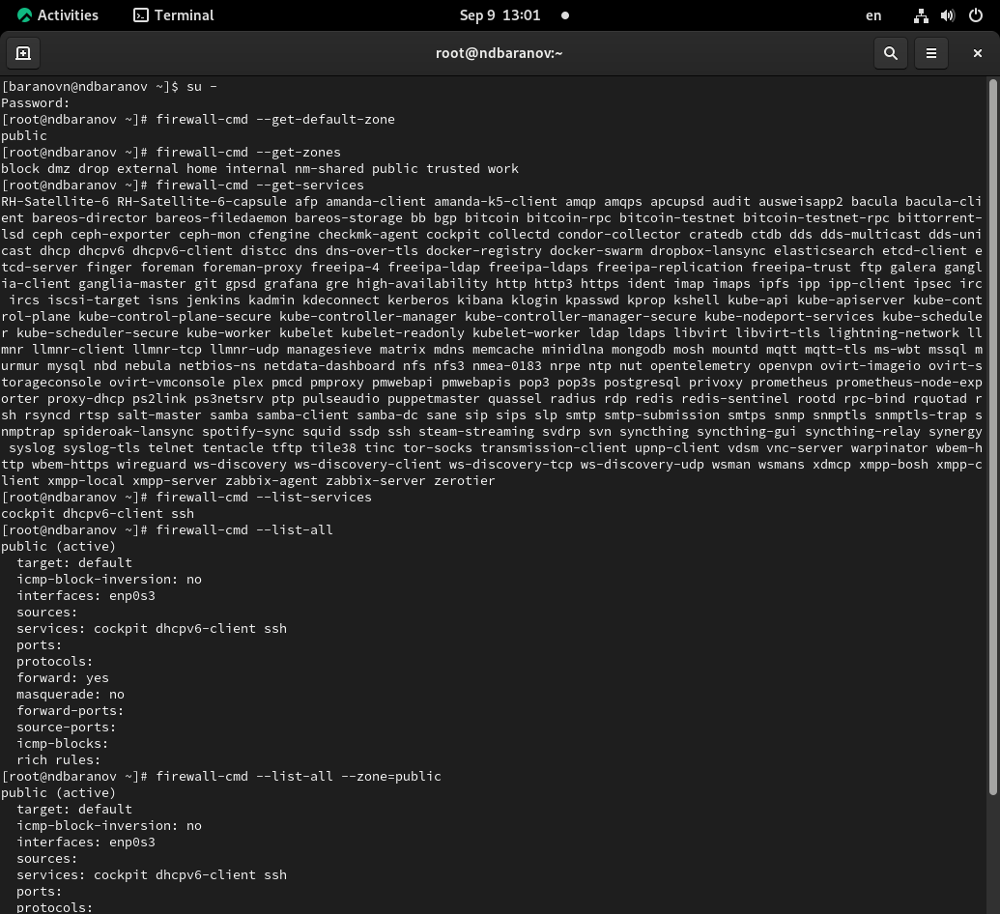 Activities Terminal Sep 9 13:01 en
root@ndbaranov:~
[baranovn@ndbaranov ~]$ su -
Password:
[root@ndbaranov ~]# firewall-cmd --get-default-zone
public
[root@ndbaranov ~]# firewall-cmd --get-zones
block dmz drop external home internal nm-shared public trusted work
[root@ndbaranov ~]# firewall-cmd --get-services
RH-Satellite-6 RH-Satellite-6-capsule afp amanda-client amanda-k5-client amqp amqps apcupsd audit ausweisapp2 bacula bacula-cli
ent bareos-director bareos-filedaemon bareos-storage bb bgp bitcoin bitcoin-rpc bitcoin-testnet bitcoin-testnet-rpc bittorrent-
lsd ceph ceph-exporter ceph-mon cfengine checkmk-agent cockpit collectd condor-collector cratedb ctdb dds dds-multicast dds-uni
cast dhcp dhcpv6 dhcpv6-client distcc dns dns-over-tls docker-registry docker-swarm dropbox-lansync elasticsearch etcd-client e
tcd-server finger foreman foreman-proxy freeipa-4 freeipa-ldap freeipa-ldaps freeipa-replication freeipa-trust ftp galera gangl
ia-client ganglia-master git gpsd grafana gre high-availability http http3 https ident imap imaps ipfs ipp ipp-client ipsec irc
 ircs iscsi-target isns jenkins kadmin kdeconnect kerberos kibana klogin kpasswd kprop kshell kube-api kube-apiserver kube-cont
rol-plane kube-control-plane-secure kube-controller-manager kube-controller-manager-secure kube-nodeport-services kube-schedule
r kube-scheduler-secure kube-worker kubelet kubelet-readonly kubelet-worker ldap ldaps libvirt libvirt-tls lightning-network ll
mnr llmnr-client llmnr-tcp llmnr-udp managesieve matrix mdns memcache minidlna mongodb mosh mountd mqtt mqtt-tls ms-wbt mssql m
urmur mysql nbd nebula netbios-ns netdata-dashboard nfs nfs3 nmea-0183 nrpe ntp nut opentelemetry openvpn ovirt-imageio ovirt-s
torageconsole ovirt-vmconsole plex pmcd pmproxy pmwebapi pmwebapis pop3 pop3s postgresql privoxy prometheus prometheus-node-exp
orter proxy-dhcp ps2link ps3netsrv ptp pulseaudio puppetmaster quassel radius rdp redis redis-sentinel rootd rpc-bind rquotad r
sh rsyncd rtsp salt-master samba samba-client samba-dc sane sip sips slp smtp smtp-submission smtps snmp snmptls snmptls-trap s
nmptrap spideroak-lansync spotify-sync squid ssdp ssh steam-streaming svdrp svn syncthing syncthing-gui syncthing-relay synergy
 syslog syslog-tls telnet tentacle tftp tile38 tinc tor-socks transmission-client upnp-client vdsm vnc-server warpinator wbem-h
ttp wbem-https wireguard ws-discovery ws-discovery-client ws-discovery-tcp ws-discovery-udp wsman wsmans xdmcp xmpp-bosh xmpp-c
lient xmpp-local xmpp-server zabbix-agent zabbix-server zerotier
[root@ndbaranov ~]# firewall-cmd --list-services
cockpit dhcpv6-client ssh
[root@ndbaranov ~]# firewall-cmd --list-all
public (active)
  target: default
  icmp-block-inversion: no
  interfaces: enp0s3
  sources:
  services: cockpit dhcpv6-client ssh
  ports:
  protocols:
  forward: yes
  masquerade: no
  forward-ports:
  source-ports:
  icmp-blocks:
  rich rules:
[root@ndbaranov ~]# firewall-cmd --list-all --zone=public
public (active)
  target: default
  icmp-block-inversion: no
  interfaces: enp0s3
  sources:
  services: cockpit dhcpv6-client ssh
  ports:
  protocols: